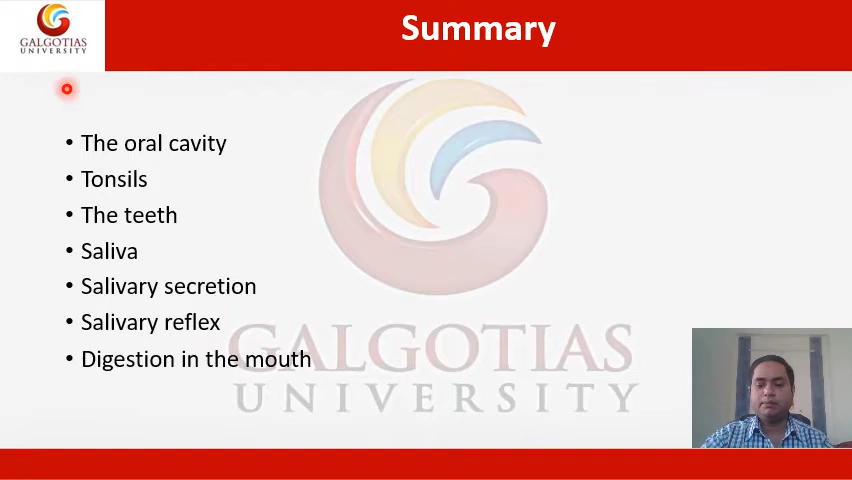 GALGOTIAS
UNIVERSITY
Summary
• The oral cavity
• Tonsils
• The teeth
• Saliva
• Salivary secretion
• Salivary reflex
• Digestion in the mouth
GALGOTIAS
UNIVERSITY